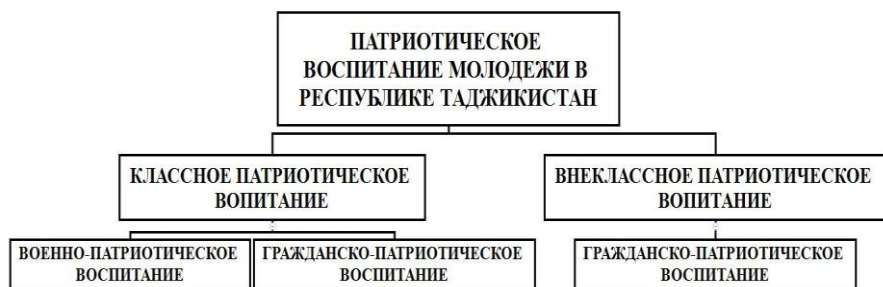 ПАТРИОТИЧЕСКОЕ
ВОСПИТАНИЕ МОЛОДЕЖИ В
РЕСПУБЛИКЕ ТАДЖИКИСТАН
КЛАССНОЕ ПАТРИОТИЧЕСКОЕ
ВОПИТАНИЕ
ВНЕКЛАССНОЕ ПАТРИОТИЧЕСКОЕ
ВОПИТАНИЕ
ВОЕННО-ПАТРИОТИЧЕСКОЕ
ВОСПИТАНИЕ
ГРАЖДАНСКО-ПАТРИОТИЧЕСКОЕ
ВОСПИТАНИЕ
ГРАЖДАНСКО-ПАТРИОТИЧЕСКОЕ
ВОСПИТАНИЕ